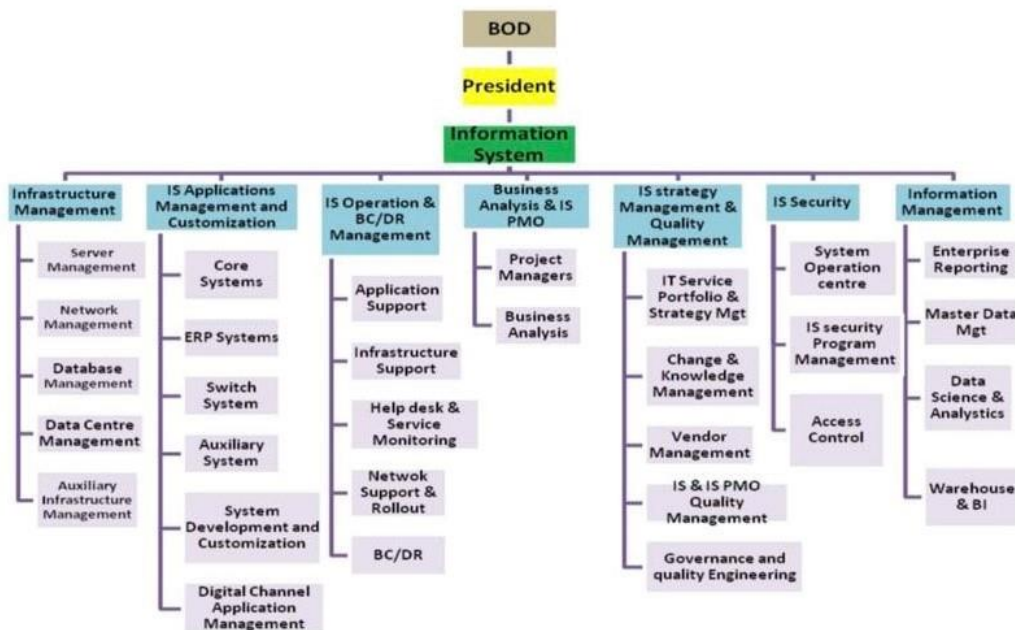 BOD
President
Information
System
Infrastructure
Management
Server
Management
Network
Management
Database
Management
Data Centre
Management
Auxiliary
Infrastructure
Management
IS Applications
Management and
Customization
Core
Systems
ERP Systems
Switch
System
Auxiliary
System
System
Development and
Customization
Digital Channel
Application
Management
IS Operation &
BC/DR
Management
Application
Support
Infrastructure
Support
Help desk &
Service
Monitoring
Netwok
Support &
Rollout
BC/DR
Business
Analysis & IS
PMO
Project
Managers
Business
Analysis
IS strategy
Management &
Quality
Management
IT Service
Portfolio &
Strategy Mgt
Change &
Knowledge
Management
Vendor
Management
IS & IS PMO
Quality
Management
Governance and
quality Engineering
IS Security
System
Operation
centre
IS security
Program
Management
Access
Control
Information
Management
Enterprise
Reporting
Master Data
Mgt
Data
Science &
Analystics
Warehouse
& BI